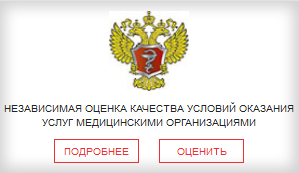 НЕЗАВИСИМАЯ ОЦЕНКА КАЧЕСТВА УСЛОВИЙ ОКАЗАНИЯ
УСЛУГ МЕДИЦИНСКИМИ ОРГАНИЗАЦИЯМИ
ПОДРОБНЕЕ ОЦЕНИТЬ